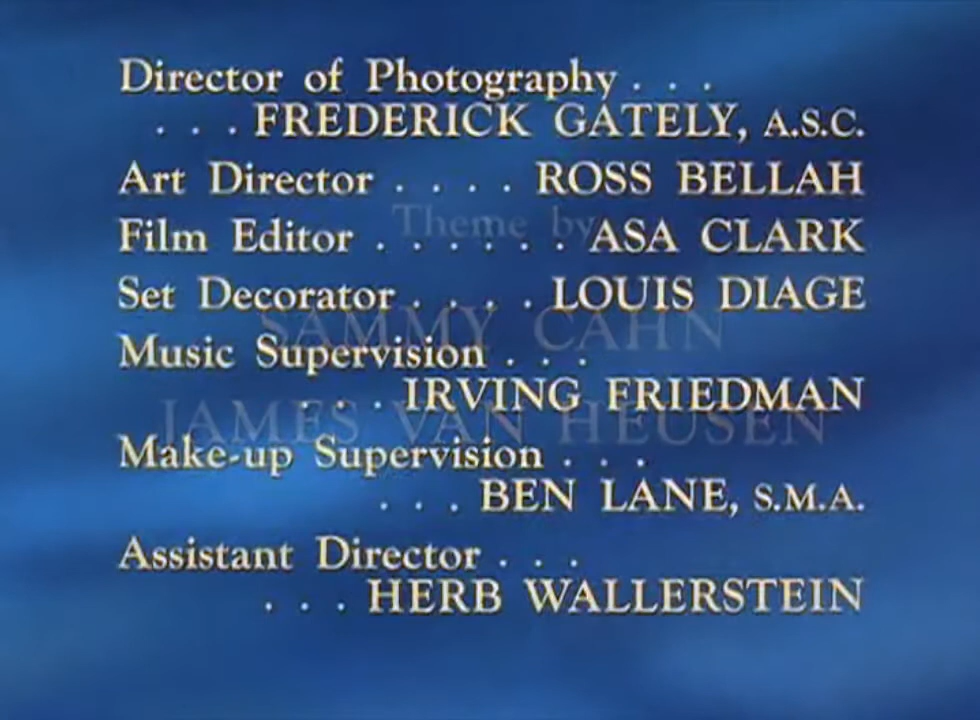 Director of Photography . . .
. . . FREDERICK GATELY, A.S.C.
Art Director . . . . ROSS BELLAH
Theme by
Film Editor . . . . . . ASA CLARK
Set Decorator . . . . LOUIS DIAGE
SAMMY CAHN
Music Supervision . . .
. . . IRVING FRIEDMAN
JAMES VAN HEUSEN
Make-up Supervision . . .
. . . BEN LANE, S.M.A.
Assistant Director . . .
. . . HERB WALLERSTEIN